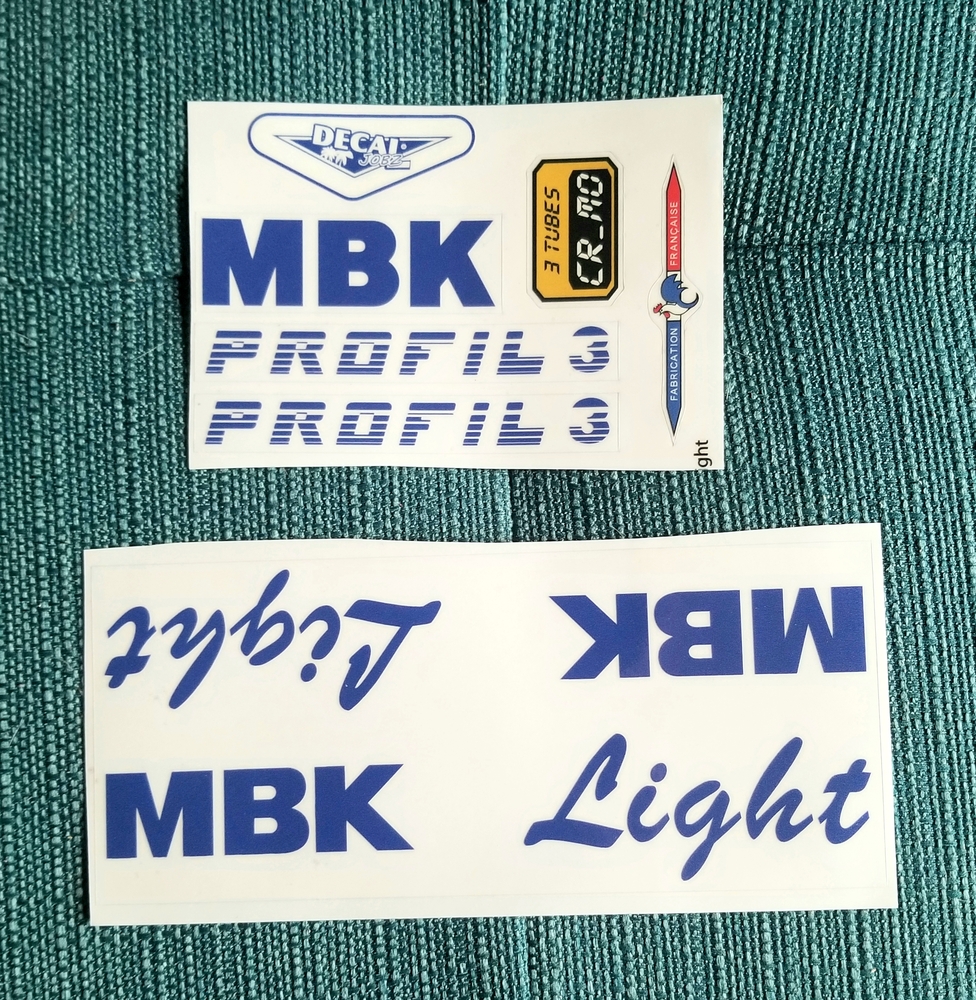 DECAL
JOBZ
MBK
3 TUBES
CR_MO
FABRICATION FRANÇAISE
PROFIL 3
PROFIL 3
ght
Light MBK
MBK Light